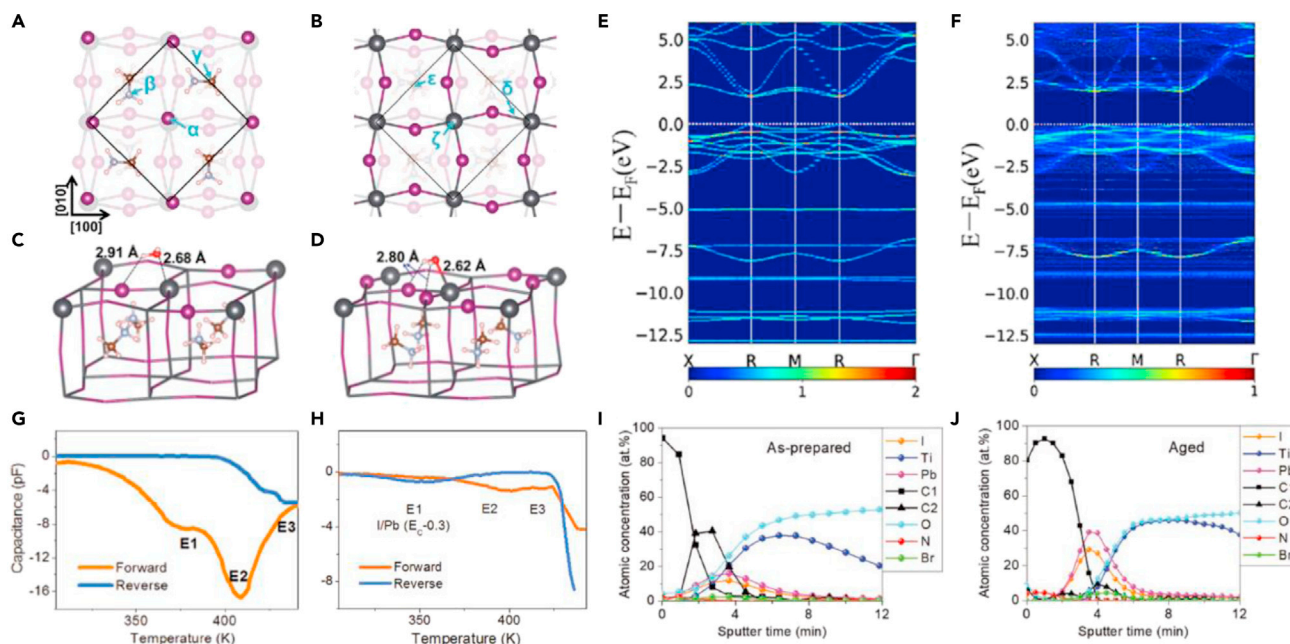 A
B
γ
β
α
[010]
[100]
ε
δ
ζ
C
D
2.91 Å
2.68 Å
2.80 Å
2.62 Å
E
E−E_F(eV)
5.0
2.5
0.0
−2.5
−5.0
−7.5
−10.0
−12.5
X R M R Γ
0 1 2
F
E−E_F(eV)
5.0
2.5
0.0
−2.5
−5.0
−7.5
−10.0
−12.5
X R M R Γ
0 1
G
Capacitance (pF)
0
-4
-8
-12
-16
E1
E2
E3
Forward
Reverse
350 400
Temperature (K)
H
0
-4
-8
E1
I/Pb (E_c-0.3)
E2
E3
Forward
Reverse
350 400
Temperature (K)
I
Atomic concentration (at.%)
100
80
60
40
20
0
As-prepared
I
Ti
Pb
C1
C2
O
N
Br
0 4 8 12
Sputter time (min)
J
Atomic concentration (at.%)
100
80
60
40
20
0
Aged
I
Ti
Pb
C1
C2
O
N
Br
0 4 8 12
Sputter time (min)